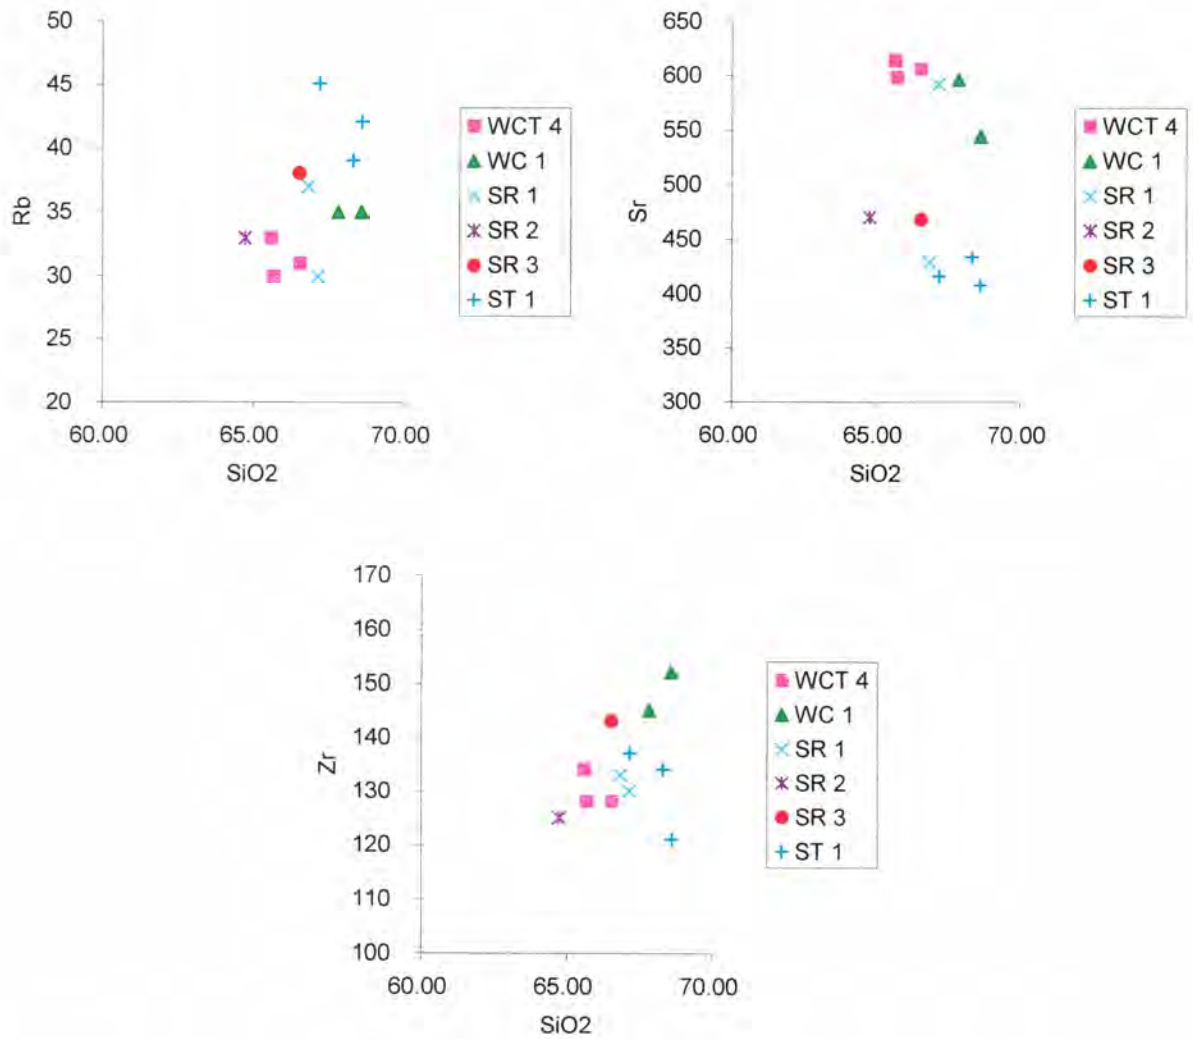 50
45
40
35
30
25
20
Rb
60.00 65.00 70.00
SiO2
WCT 4
WC 1
SR 1
SR 2
SR 3
ST 1
650
600
550
500
450
400
350
300
Sr
60.00 65.00 70.00
SiO2
WCT 4
WC 1
SR 1
SR 2
SR 3
ST 1
170
160
150
140
130
120
110
100
Zr
60.00 65.00 70.00
SiO2
WCT 4
WC 1
SR 1
SR 2
SR 3
ST 1